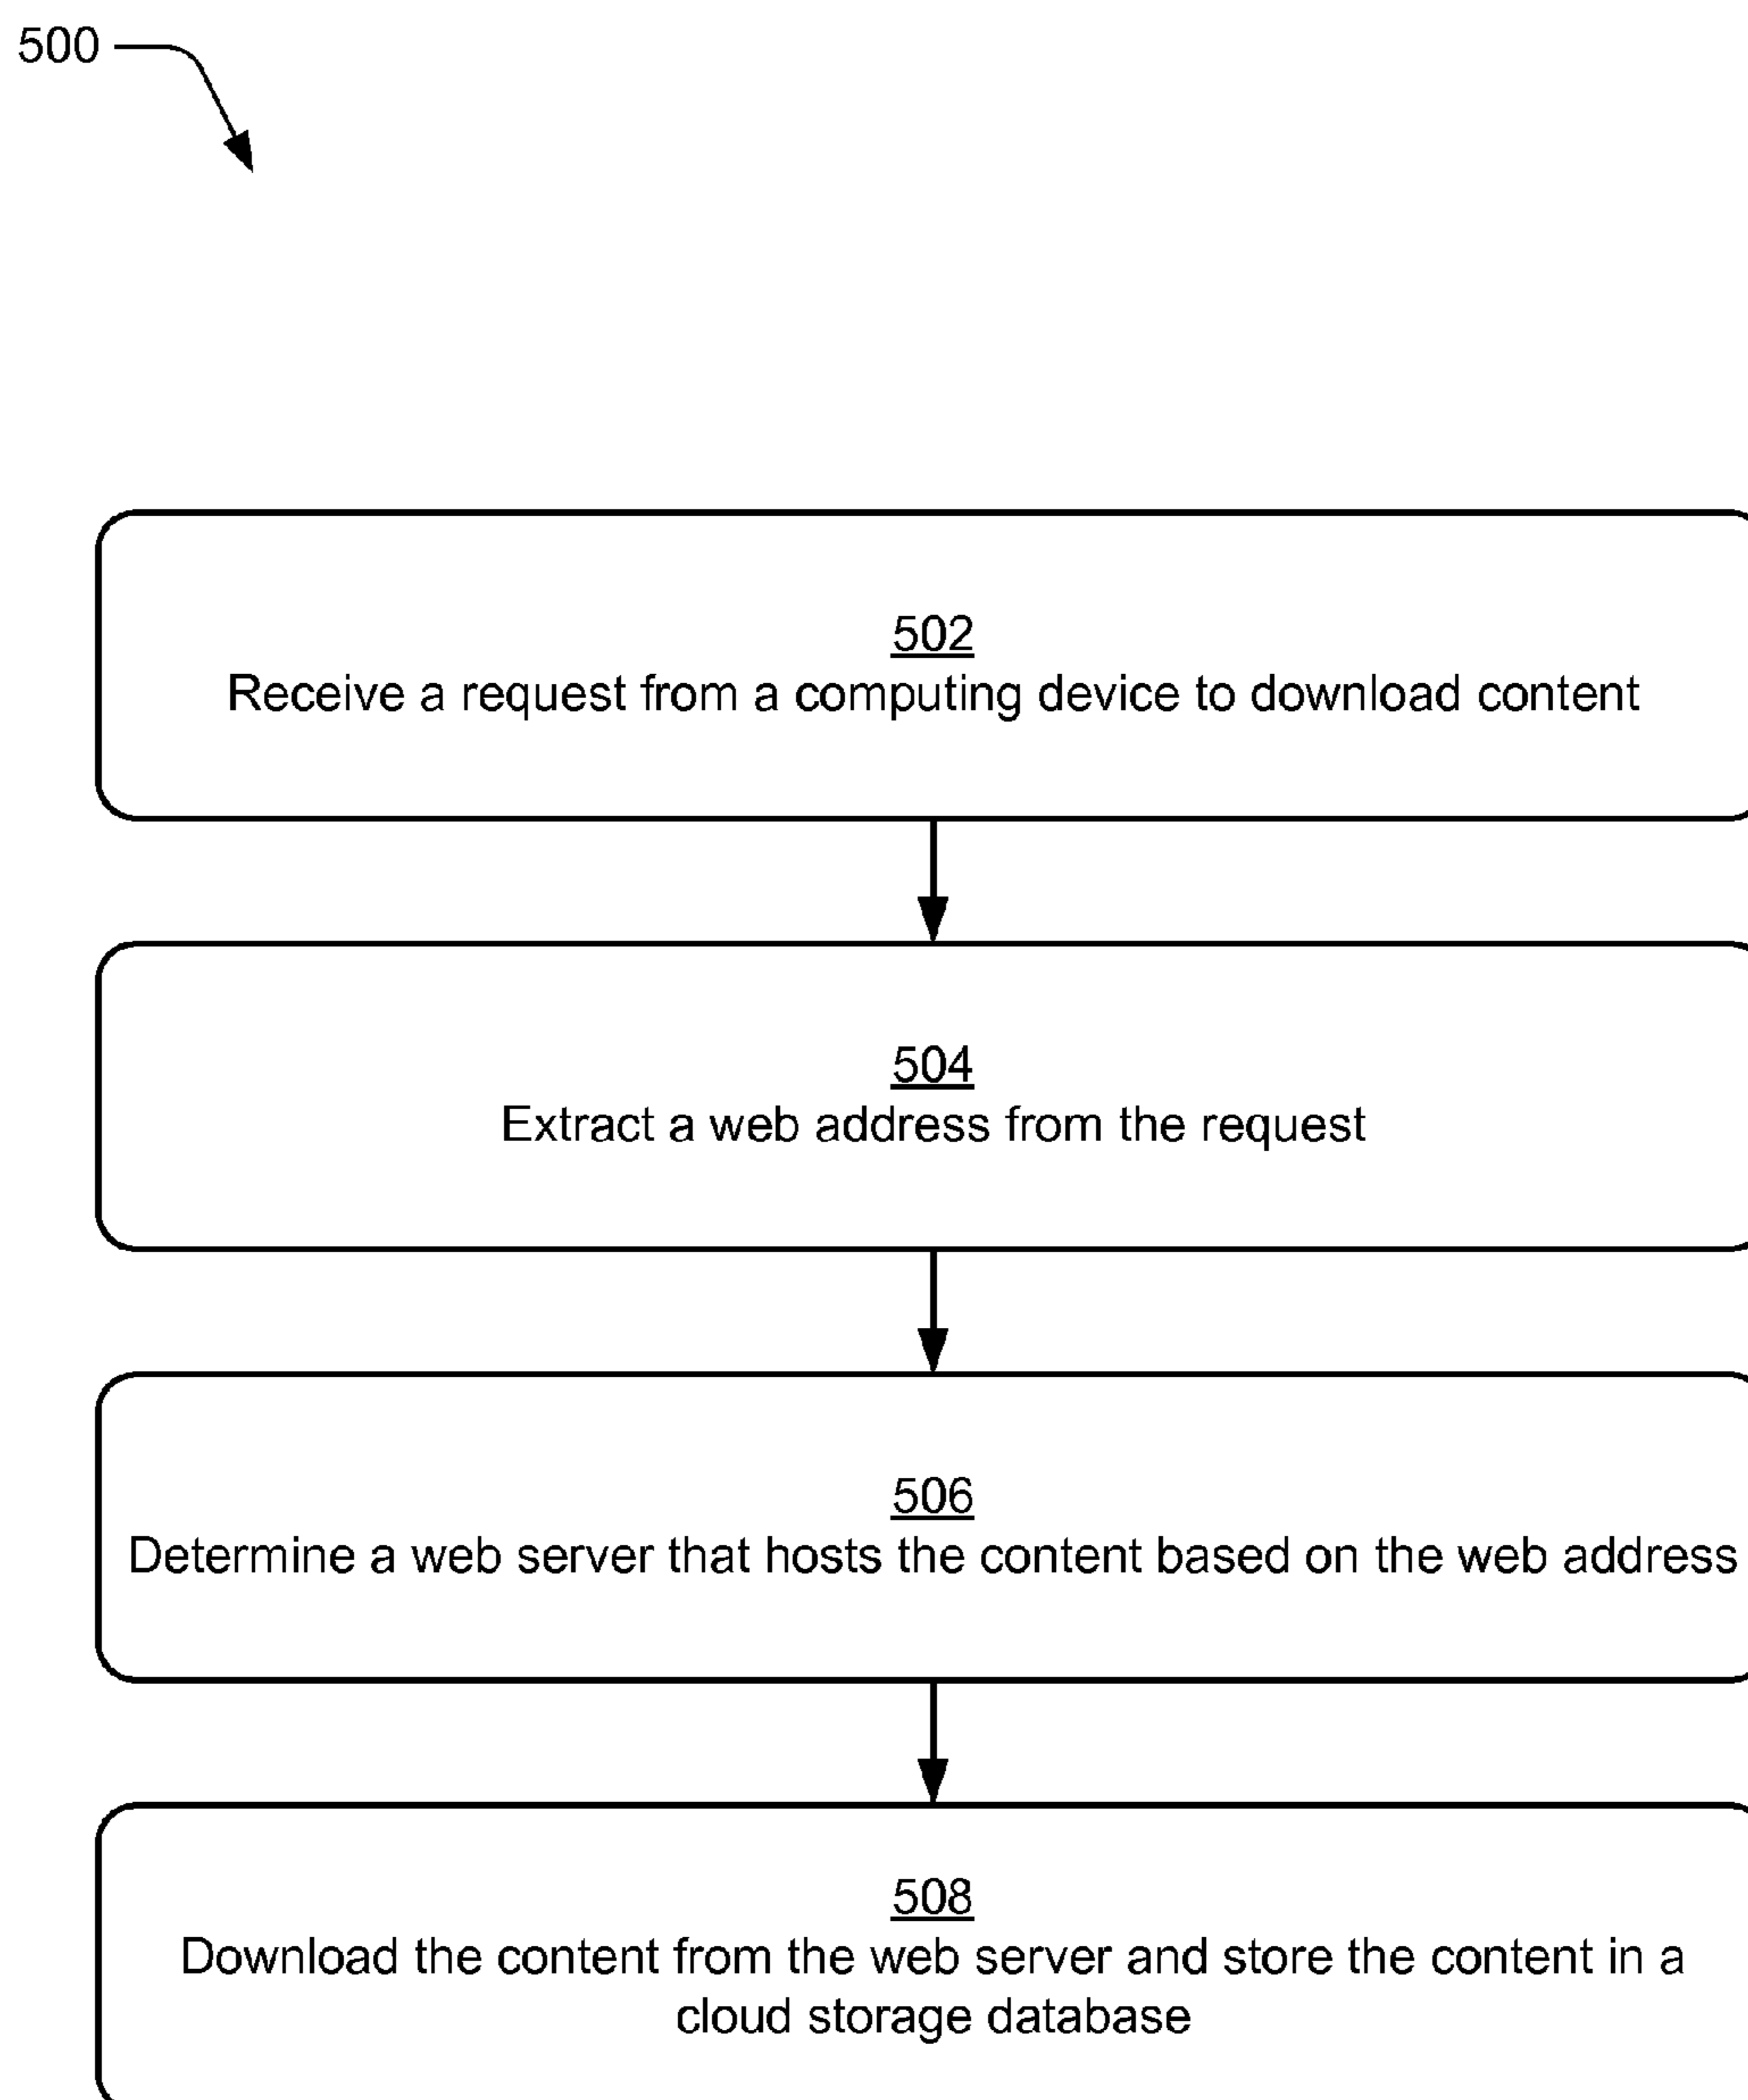 500
502
Receive a request from a computing device to download content
504
Extract a web address from the request
506
Determine a web server that hosts the content based on the web address
508
Download the content from the web server and store the content in a
cloud storage database